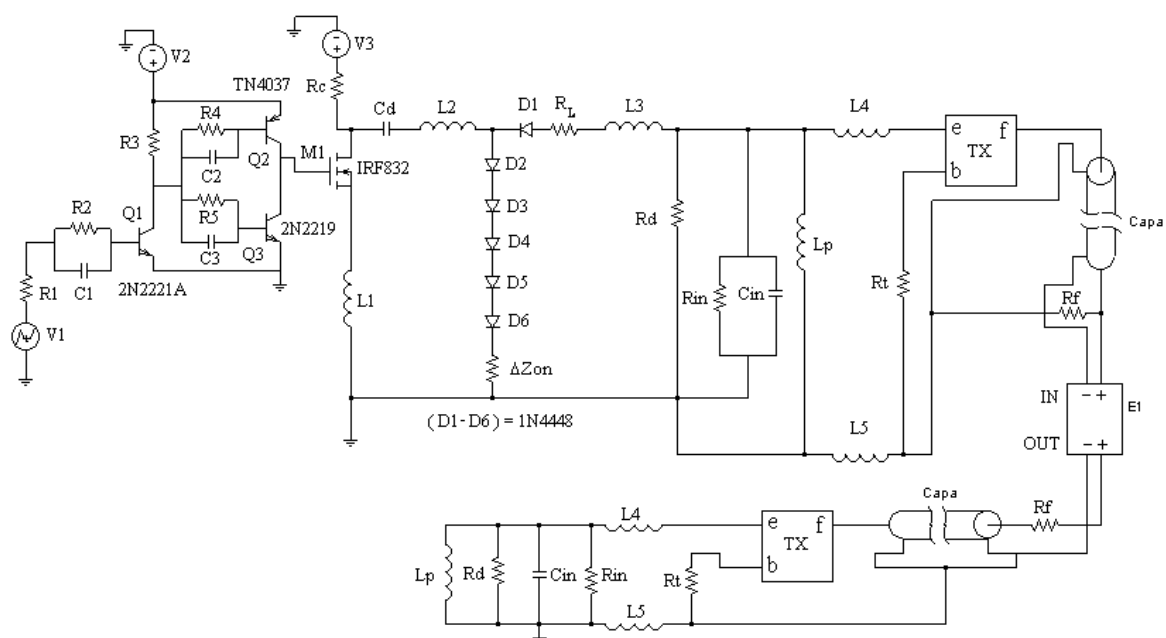 V2
V3
TN4037
Rc
R4
Cd
L2
D1
R_L
L3
L4
e
f
TX
b
R3
M1
IRF832
C2
Q2
D2
R2
Q1
R5
D3
Rd
Lp
Capa
2N2219
D4
C3
Q3
R1
C1
2N2221A
L1
D5
Rin
Cin
Rt
Rf
V1
D6
ΔZon
IN
- +
E1
(D1-D6) = 1N4448
L5
OUT
- +
Capa
Rf
L4
e
f
TX
b
Lp
Rd
Cin
Rin
Rt
L5